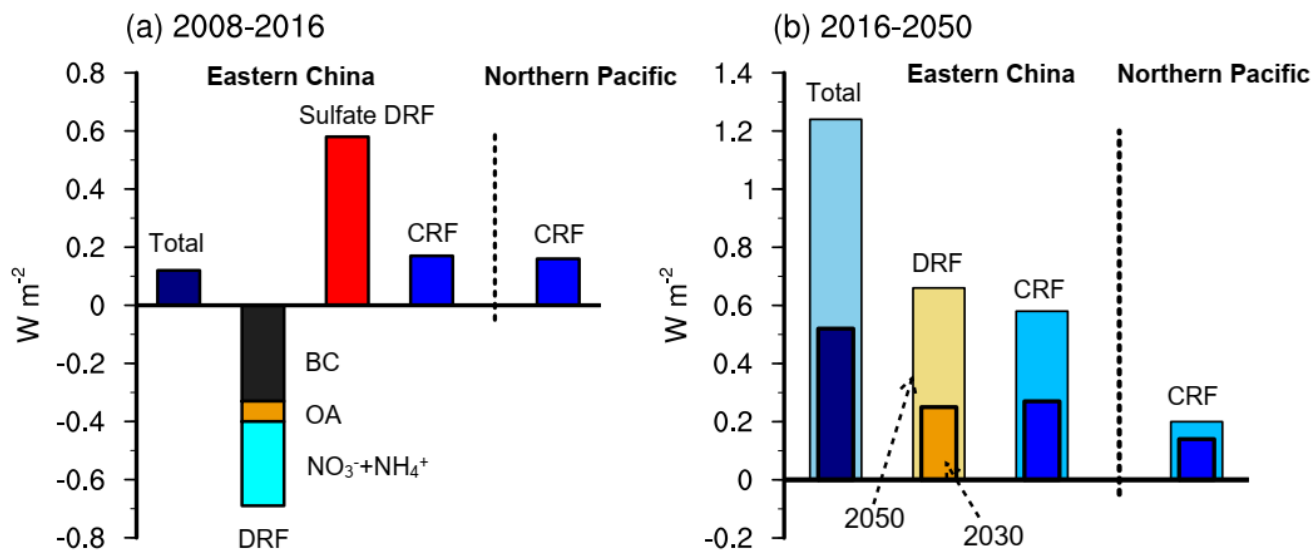 (a) 2008-2016
Eastern China
Northern Pacific
0.8
0.6
0.4
0.2
0
-0.2
-0.4
-0.6
-0.8
W m⁻²
Total
Sulfate DRF
CRF
CRF
BC
OA
NO₃⁻+NH₄⁺
DRF
(b) 2016-2050
Eastern China
Northern Pacific
1.4
1.2
1
0.8
0.6
0.4
0.2
0
-0.2
W m⁻²
Total
DRF
CRF
CRF
2050
2030